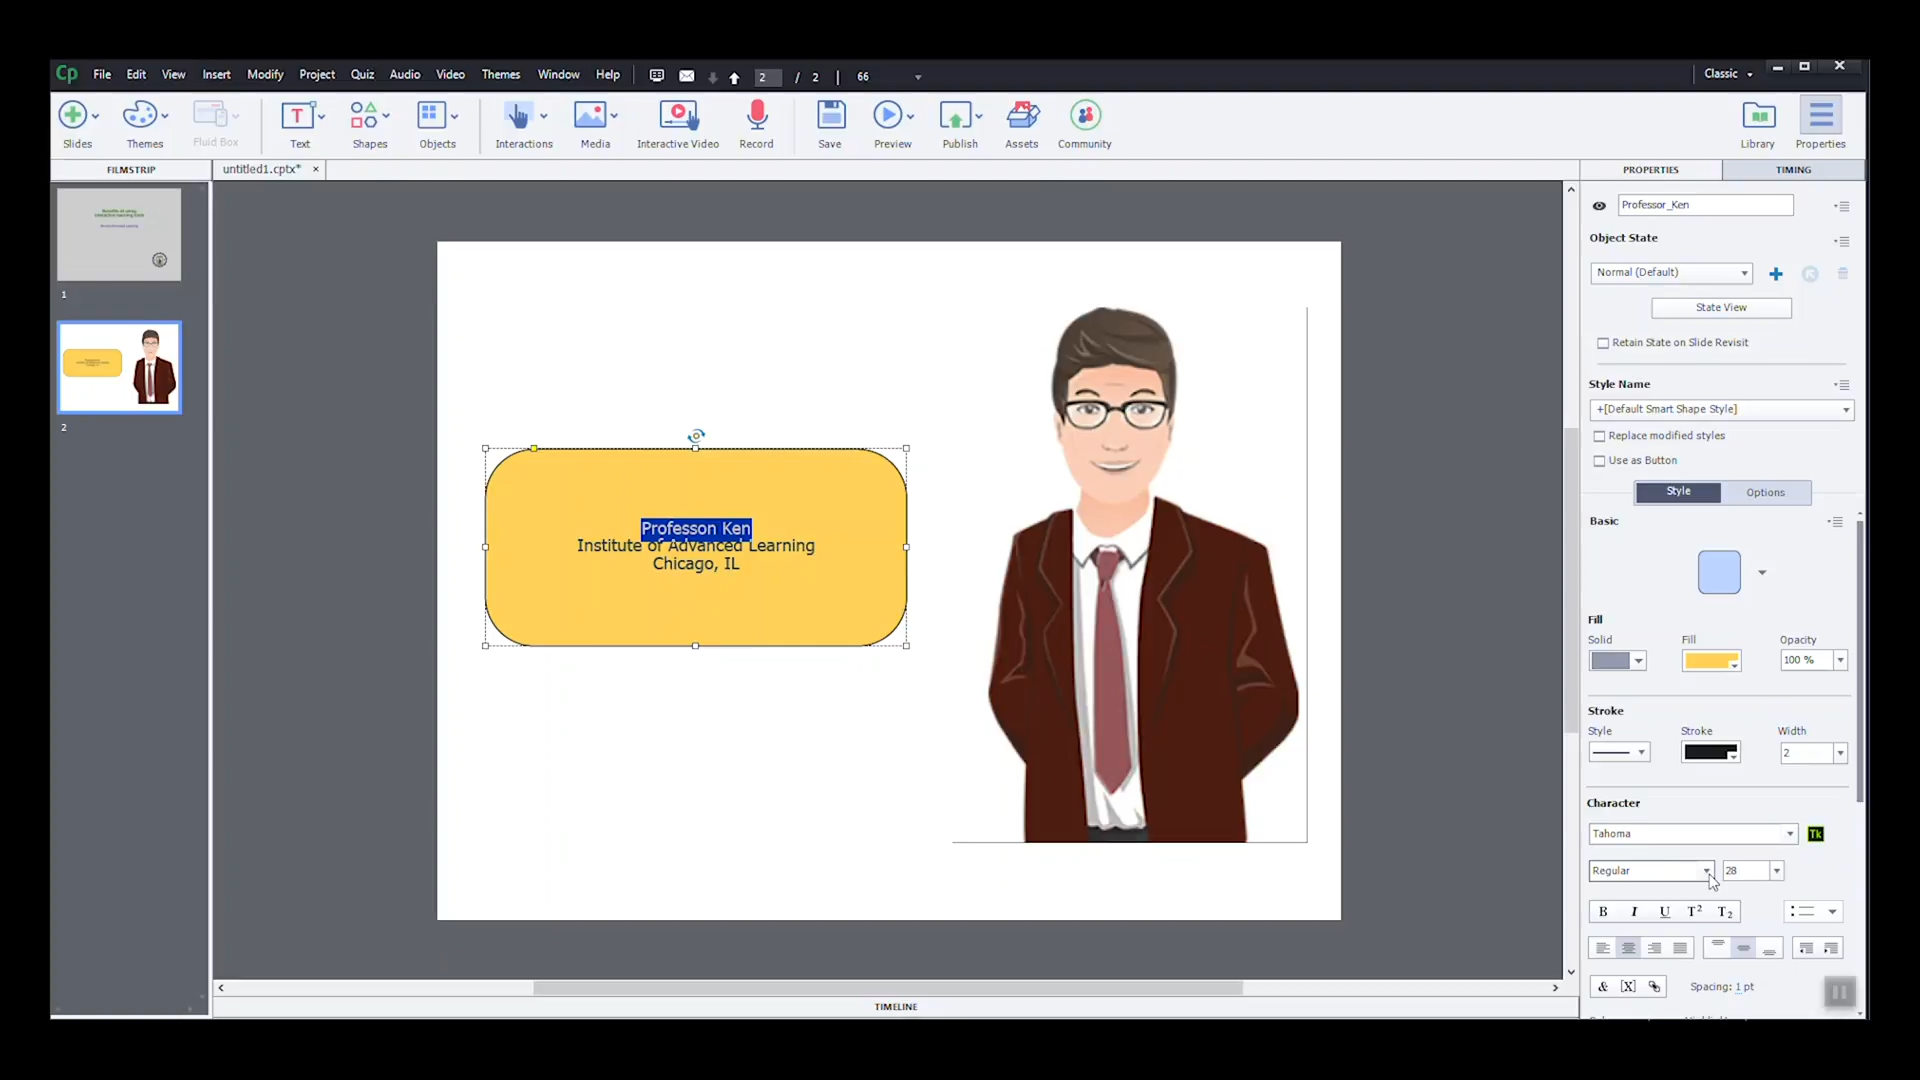 Cp File Edit View Insert Modify Project Quiz Audio Video Themes Window Help 2 / 2 66 Classic
Slides Themes Fluid Box Text Shapes Objects Interactions Media Interactive Video Record Save Preview Publish Assets Community Library Properties
FILMSTRIP untitled1.cptx* × PROPERTIES TIMING
Professor_Ken
Object State
Normal (Default)
State View
Retain State on Slide Revisit
Style Name
+[Default Smart Shape Style]
Replace modified styles
Use as Button
Style Options
Basic
Fill
Solid Fill Opacity
100 %
Stroke
Style Stroke Width
2
Character
Tahoma Tk
Regular 28
B I U T2 T2
& [X] Spacing: 1 pt
1
2
Professon Ken
Institute of Advanced Learning
Chicago, IL
TIMELINE